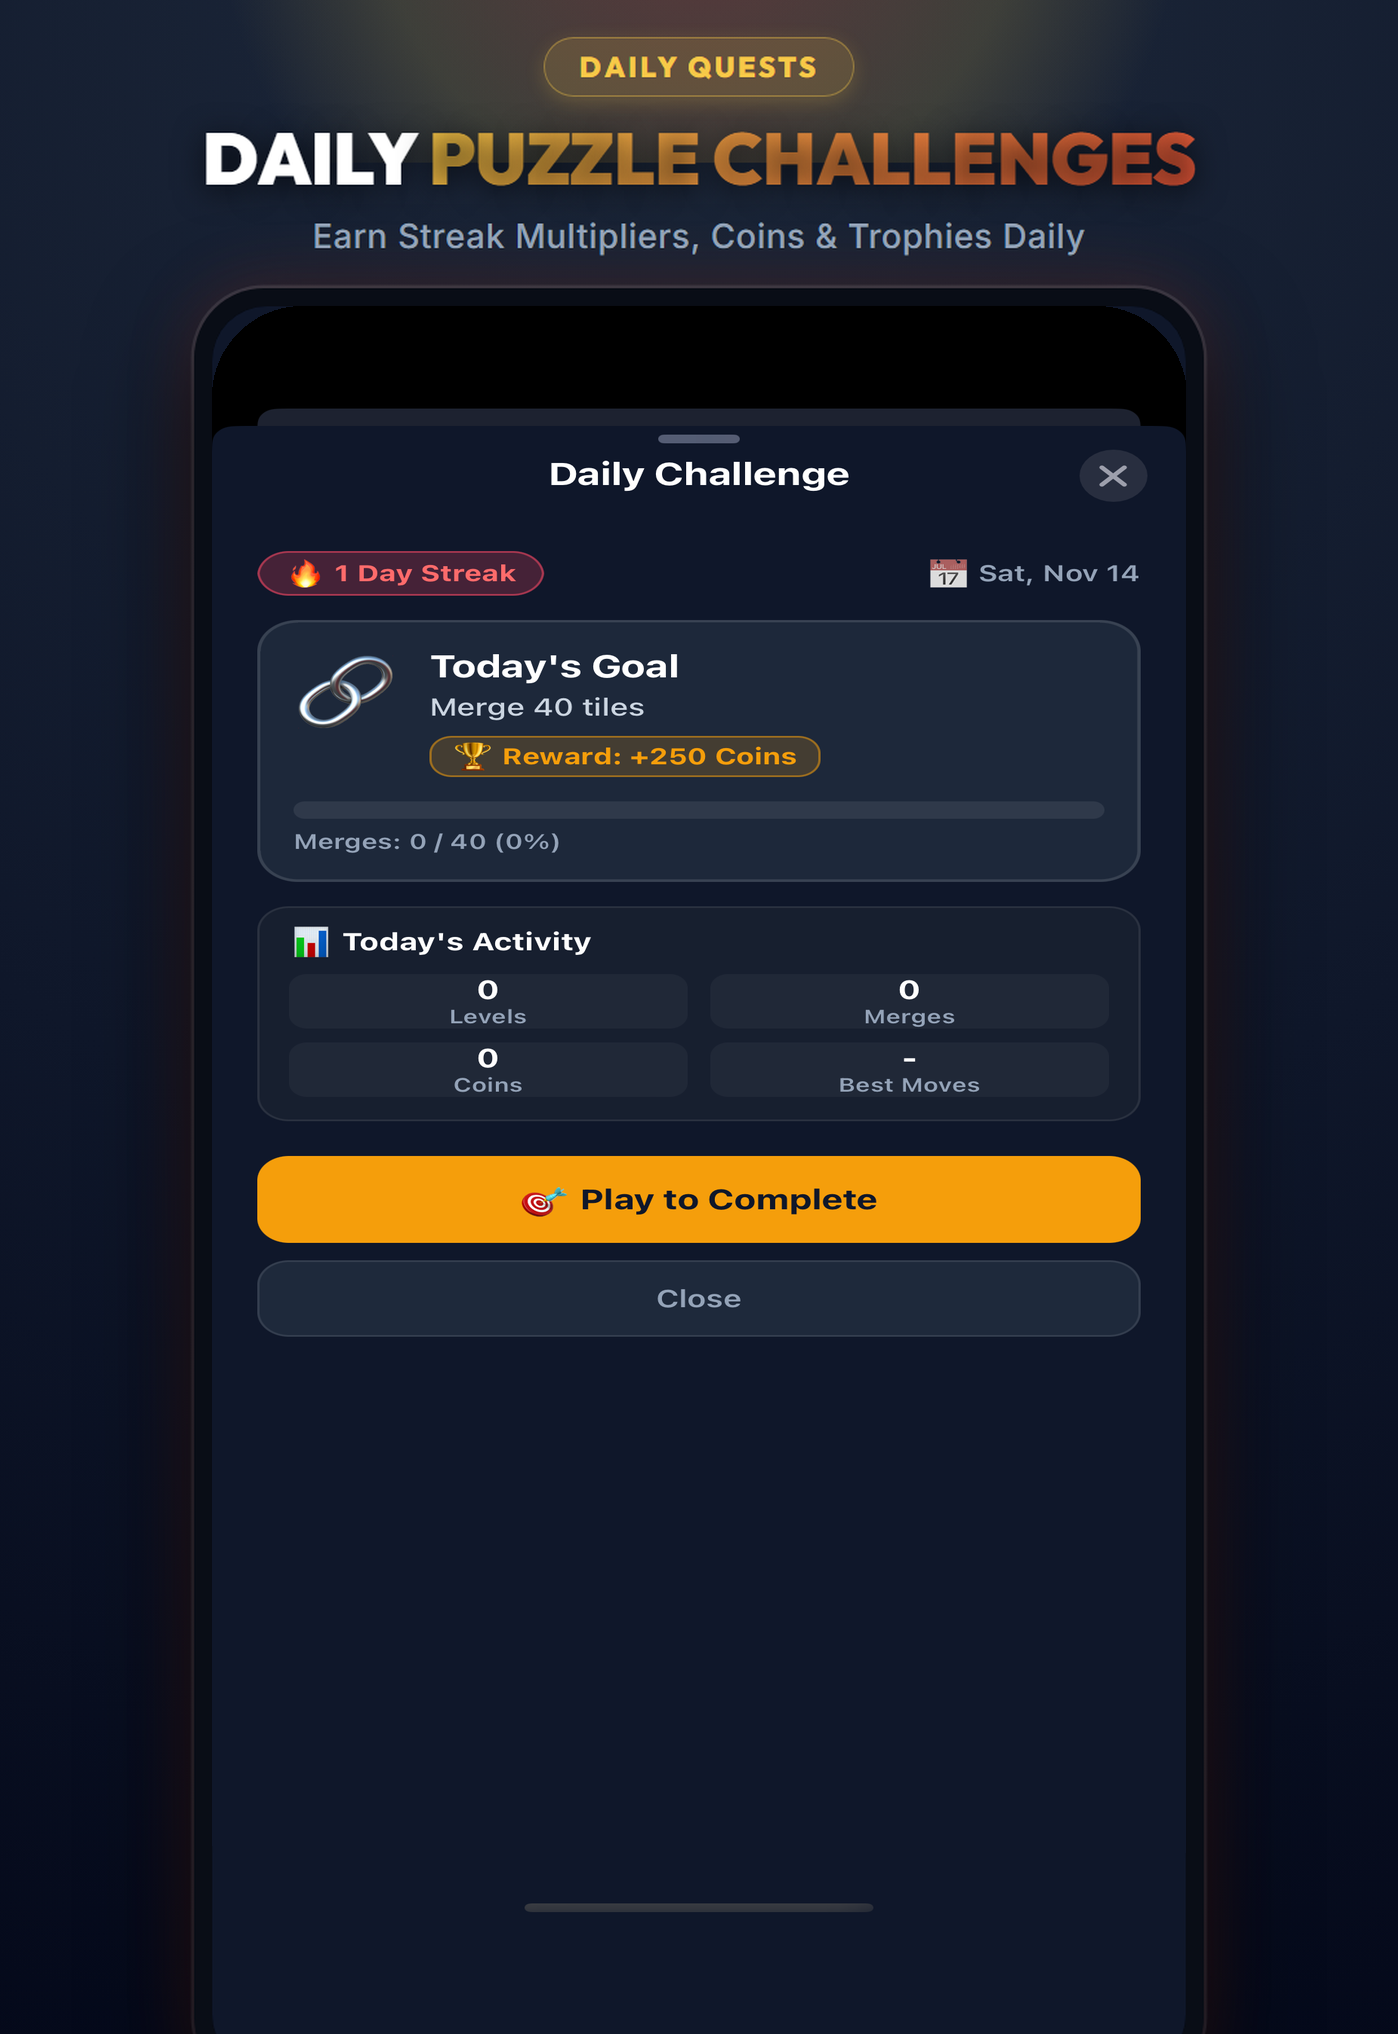 DAILY QUESTS
DAILY PUZZLE CHALLENGES
Earn Streak Multipliers, Coins & Trophies Daily
Daily Challenge
1 Day Streak
JUL
17
Sat, Nov 14
Today's Goal
Merge 40 tiles
Reward: +250 Coins
Merges: 0 / 40 (0%)
Today's Activity
0
Levels
0
Merges
0
Coins
-
Best Moves
Play to Complete
Close